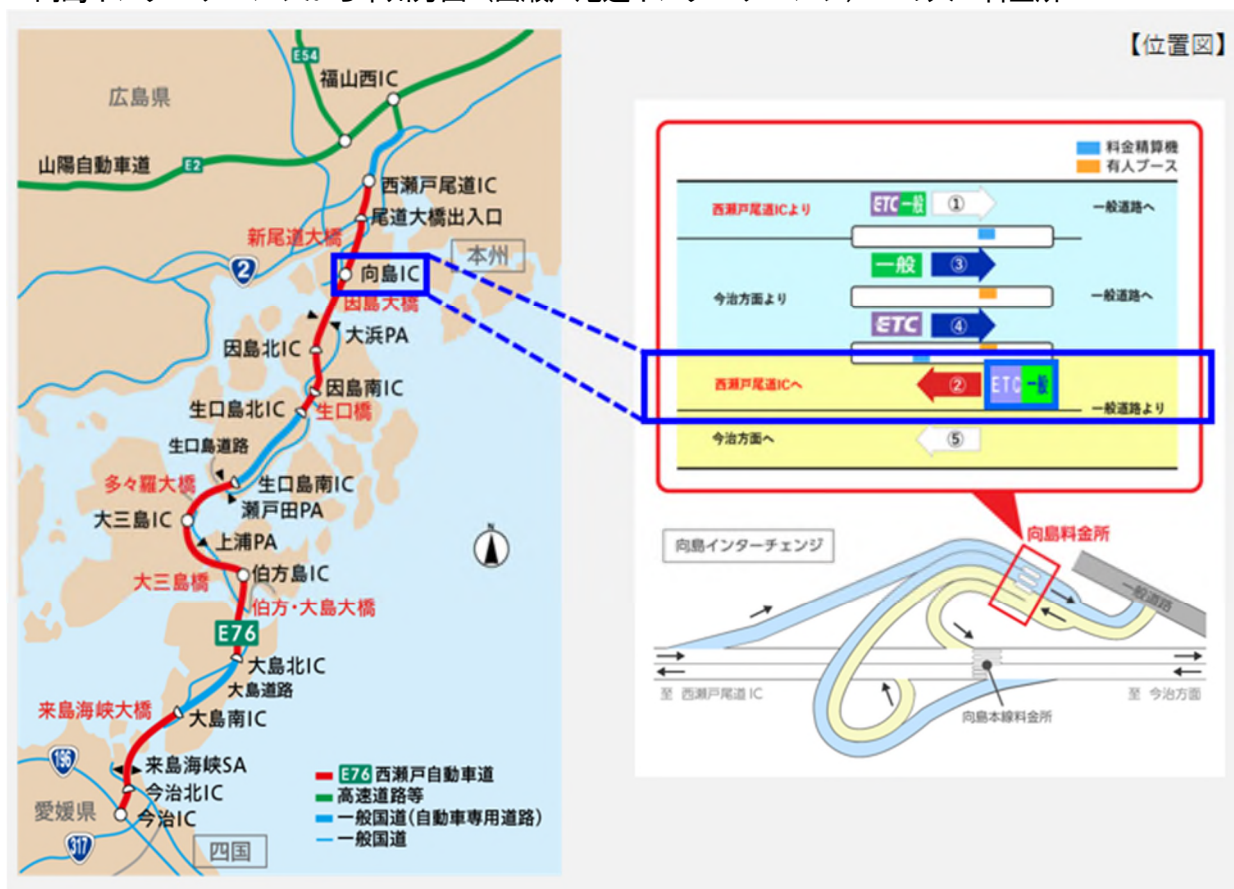 【位置図】
E54
福山西IC
広島県
山陽自動車道
E2
西瀬戸尾道IC
尾道大橋出入口
新尾道大橋
本州
2
向島IC
因島大橋
大浜PA
因島北IC
因島南IC
生口島北IC
生口橋
生口島道路
多々羅大橋
生口島南IC
瀬戸田PA
大三島IC
上浦PA
N
大三島橋
伯方島IC
伯方・大島大橋
E76
大島北IC
大島道路
来島海峡大橋
大島南IC
196
来島海峡SA
今治北IC
愛媛県
今治IC
317
四国
E76 西瀬戸自動車道
高速道路等
一般国道(自動車専用道路)
一般国道
料金精算機
有人ブース
西瀬戸尾道ICより
ETC 一般 ①
一般道路へ
一般 ③
今治方面より
一般道路へ
ETC ④
西瀬戸尾道ICへ
② ETC 一般
一般道路より
今治方面へ
⑤
向島インターチェンジ
向島料金所
一般道路
至 西瀬戸尾道IC
至 今治方面
向島本線料金所